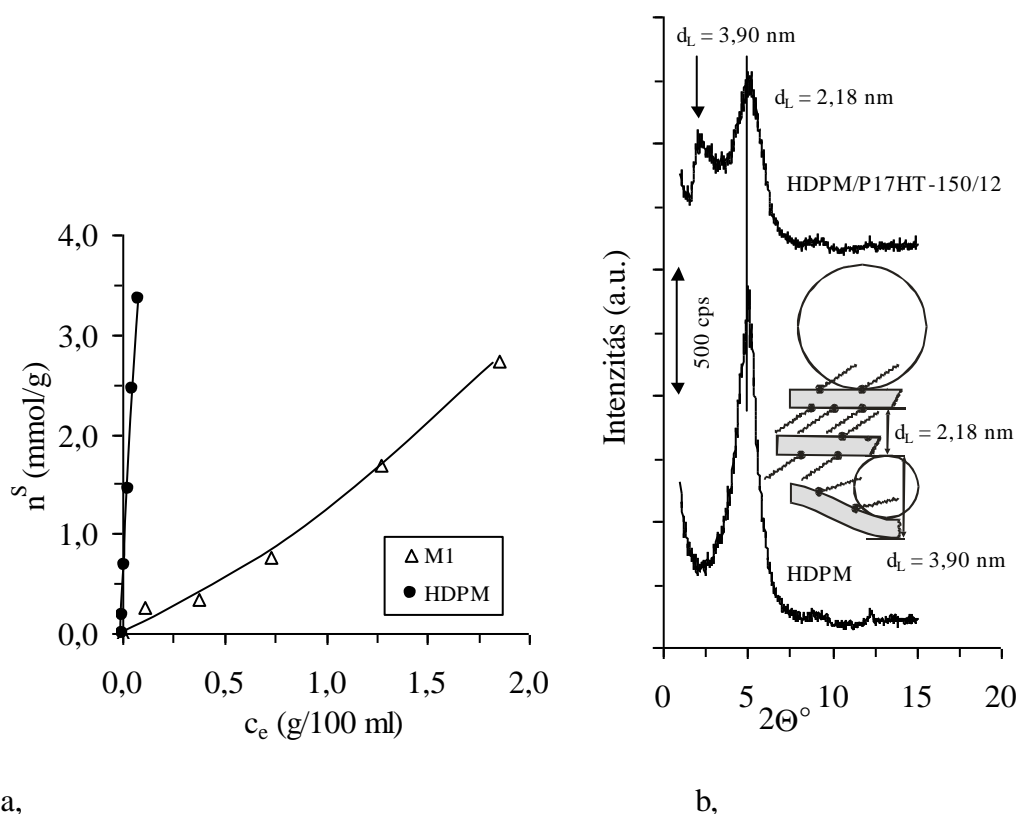 4,0
3,0
2,0
1,0
0,0
n^S (mmol/g)
M1
HDPM
0,0 0,5 1,0 1,5 2,0
c_e (g/100 ml)
a,
d_L = 3,90 nm
d_L = 2,18 nm
HDPM/P17HT-150/12
Intenzitás (a.u.)
500 cps
d_L = 2,18 nm
d_L = 3,90 nm
HDPM
0 5 10 15 20
2Θ°
b,